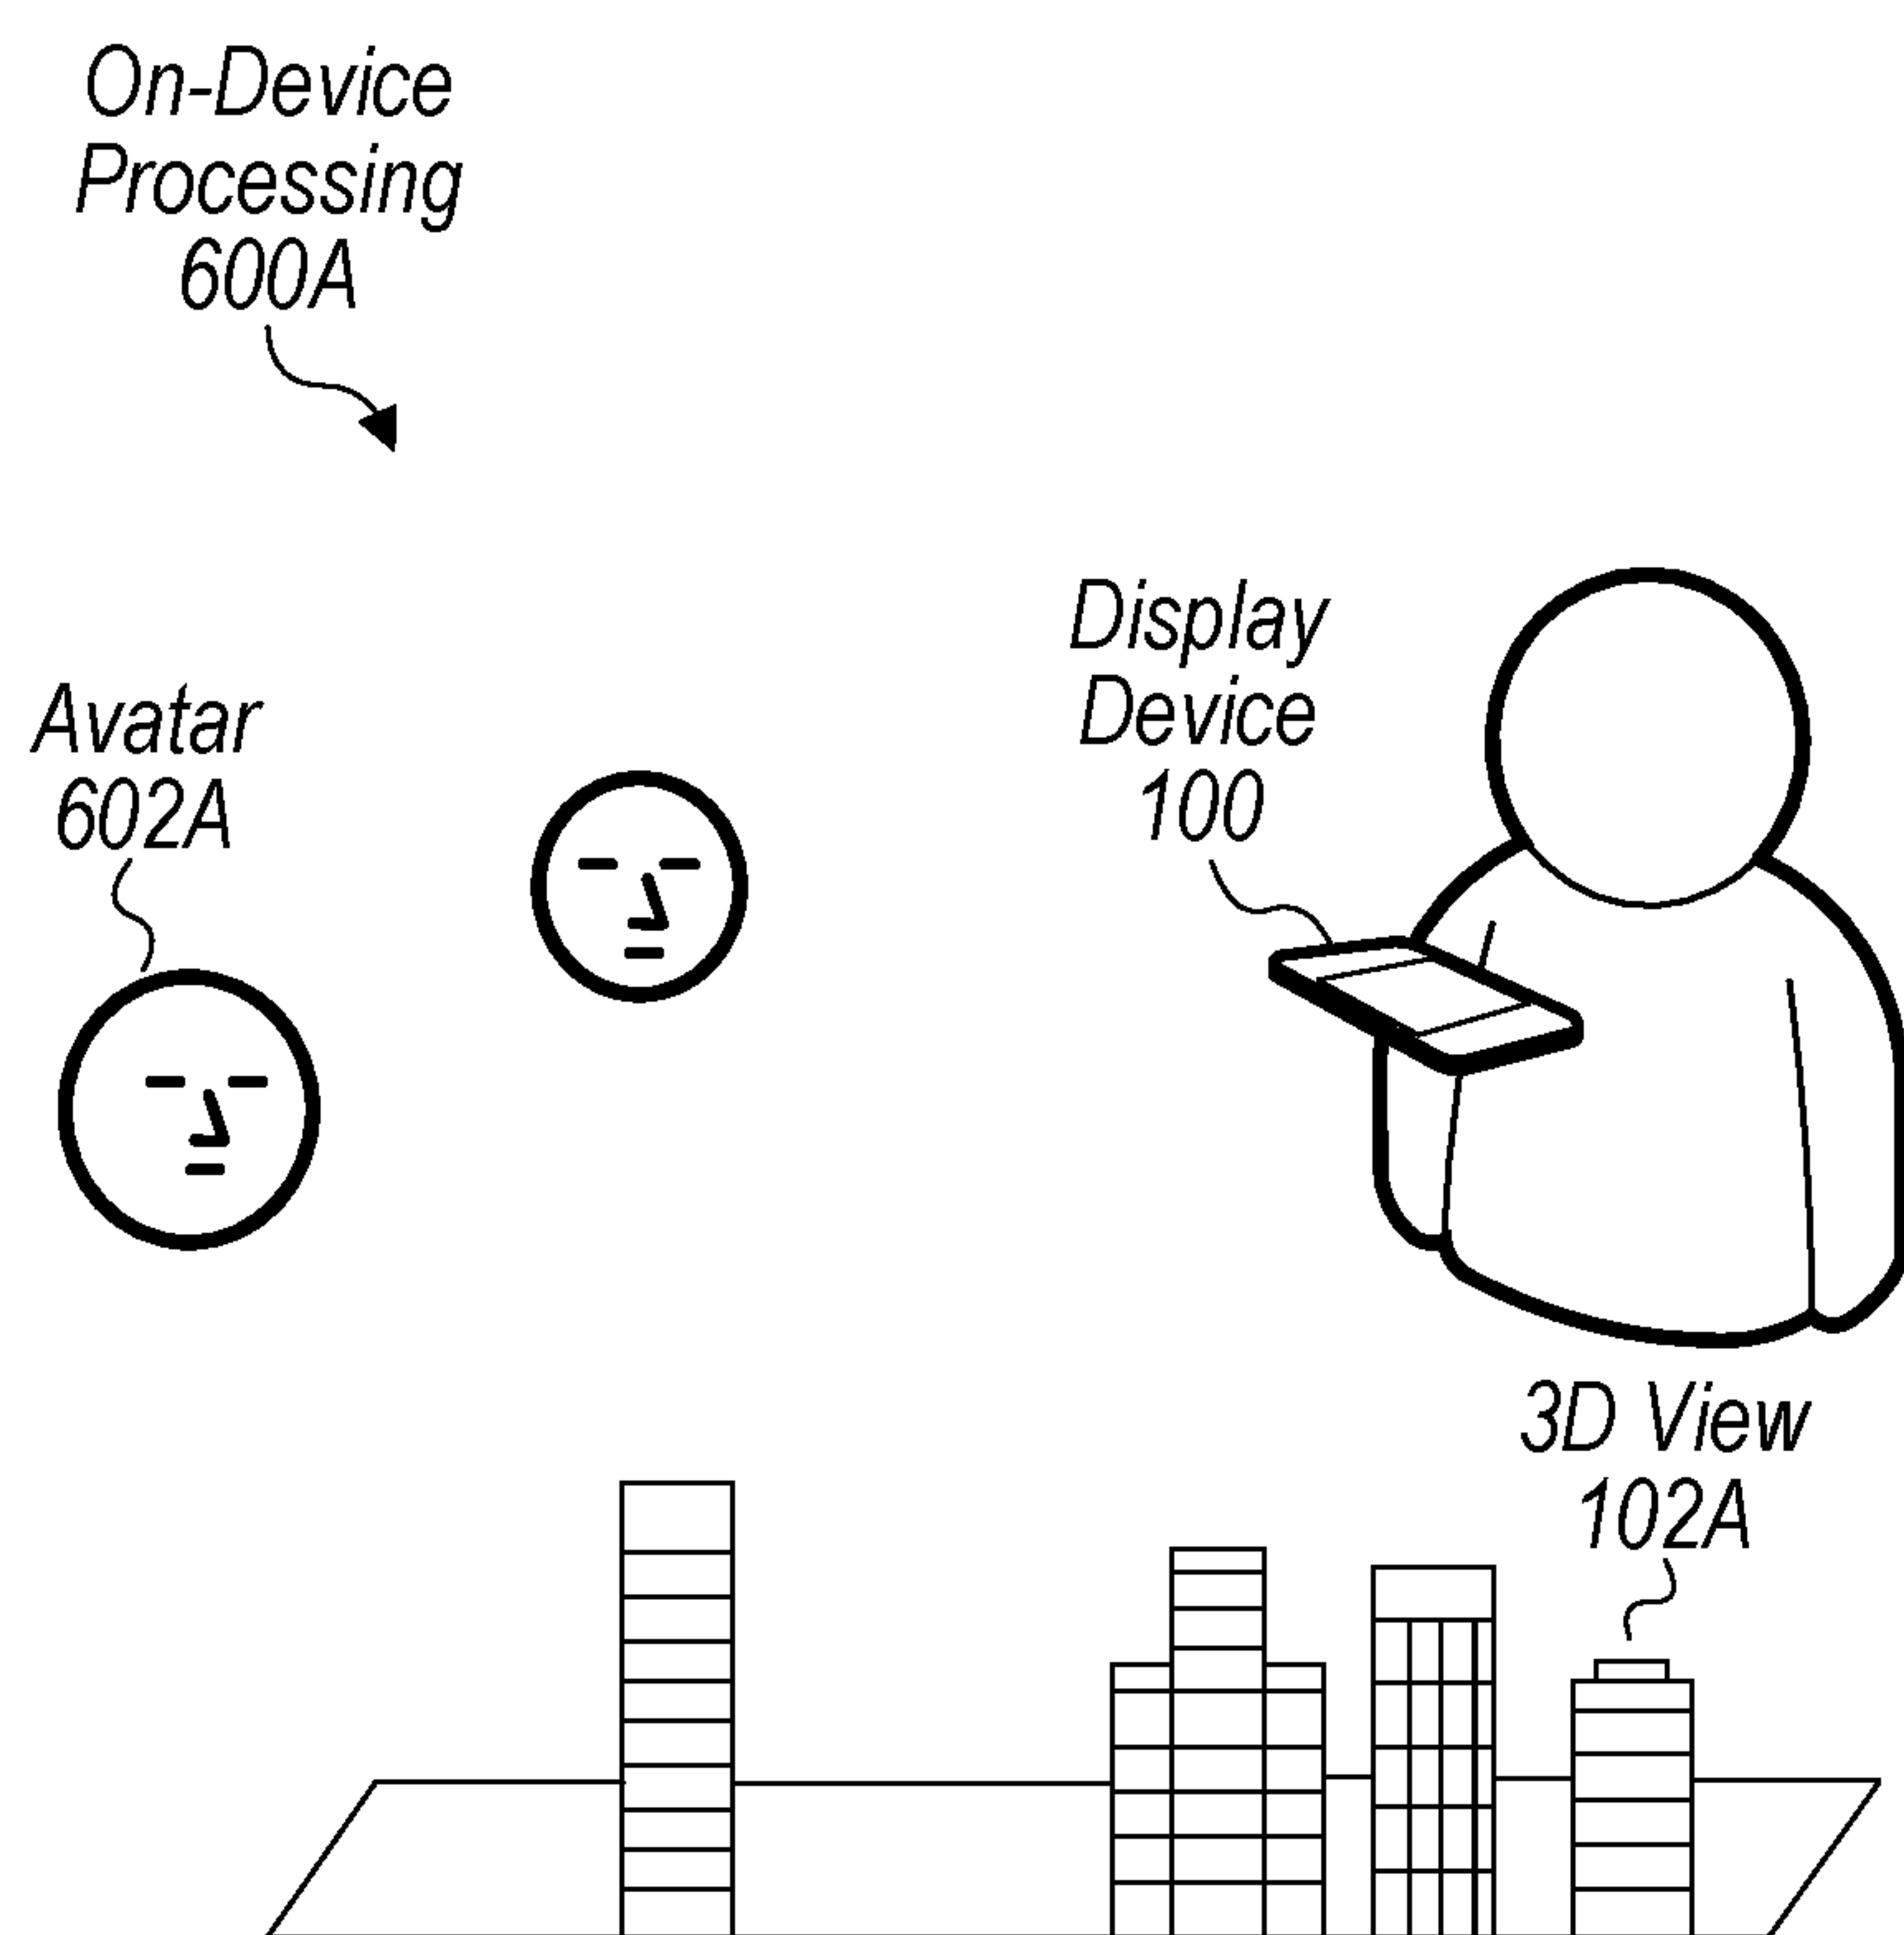 On-Device
Processing
600A
Display
Device
100
Avatar
602A
3D View
102A